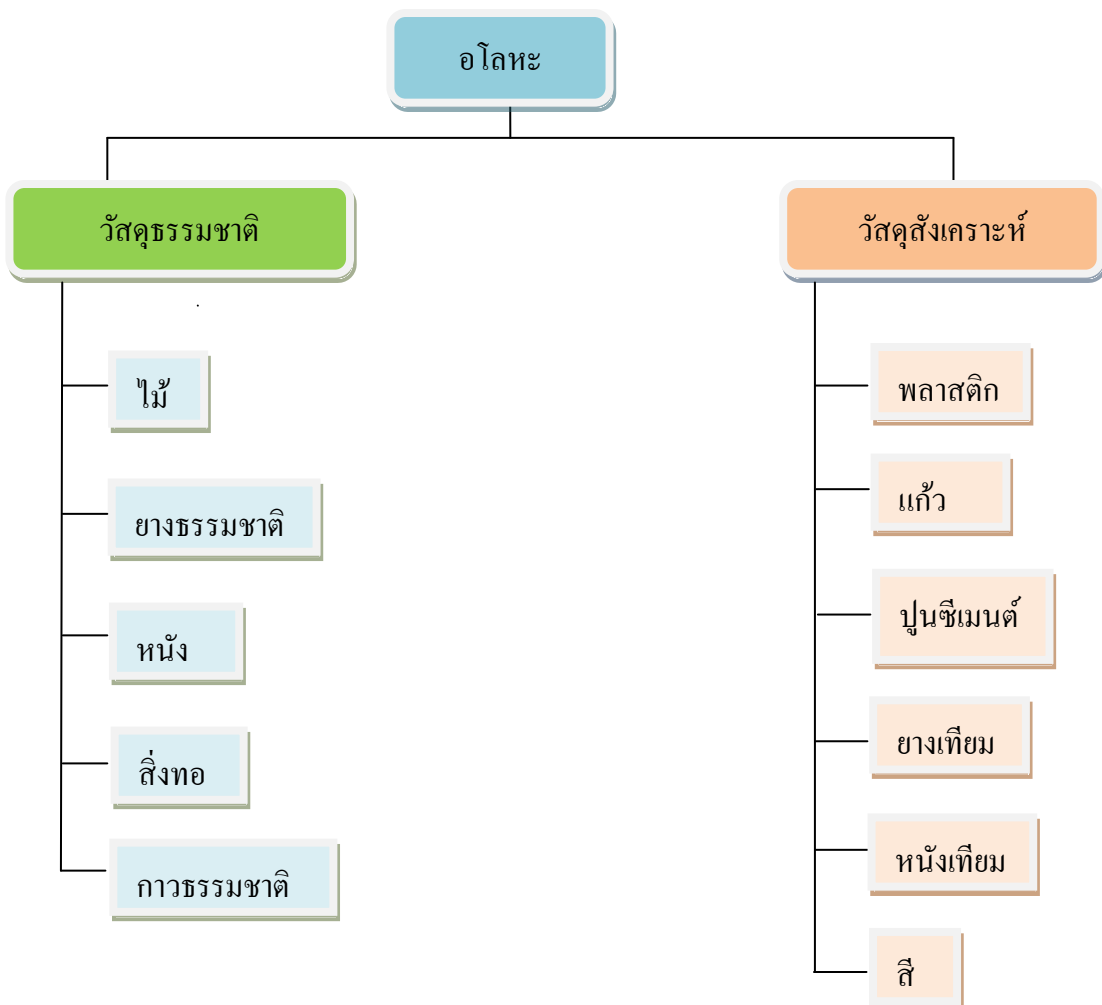 อโลหะ
วัสดุธรรมชาติ
ไม้
ยางธรรมชาติ
หนัง
สิ่งทอ
กาวธรรมชาติ
วัสดุสังเคราะห์
พลาสติก
แก้ว
ปูนซีเมนต์
ยางเทียม
หนังเทียม
สี